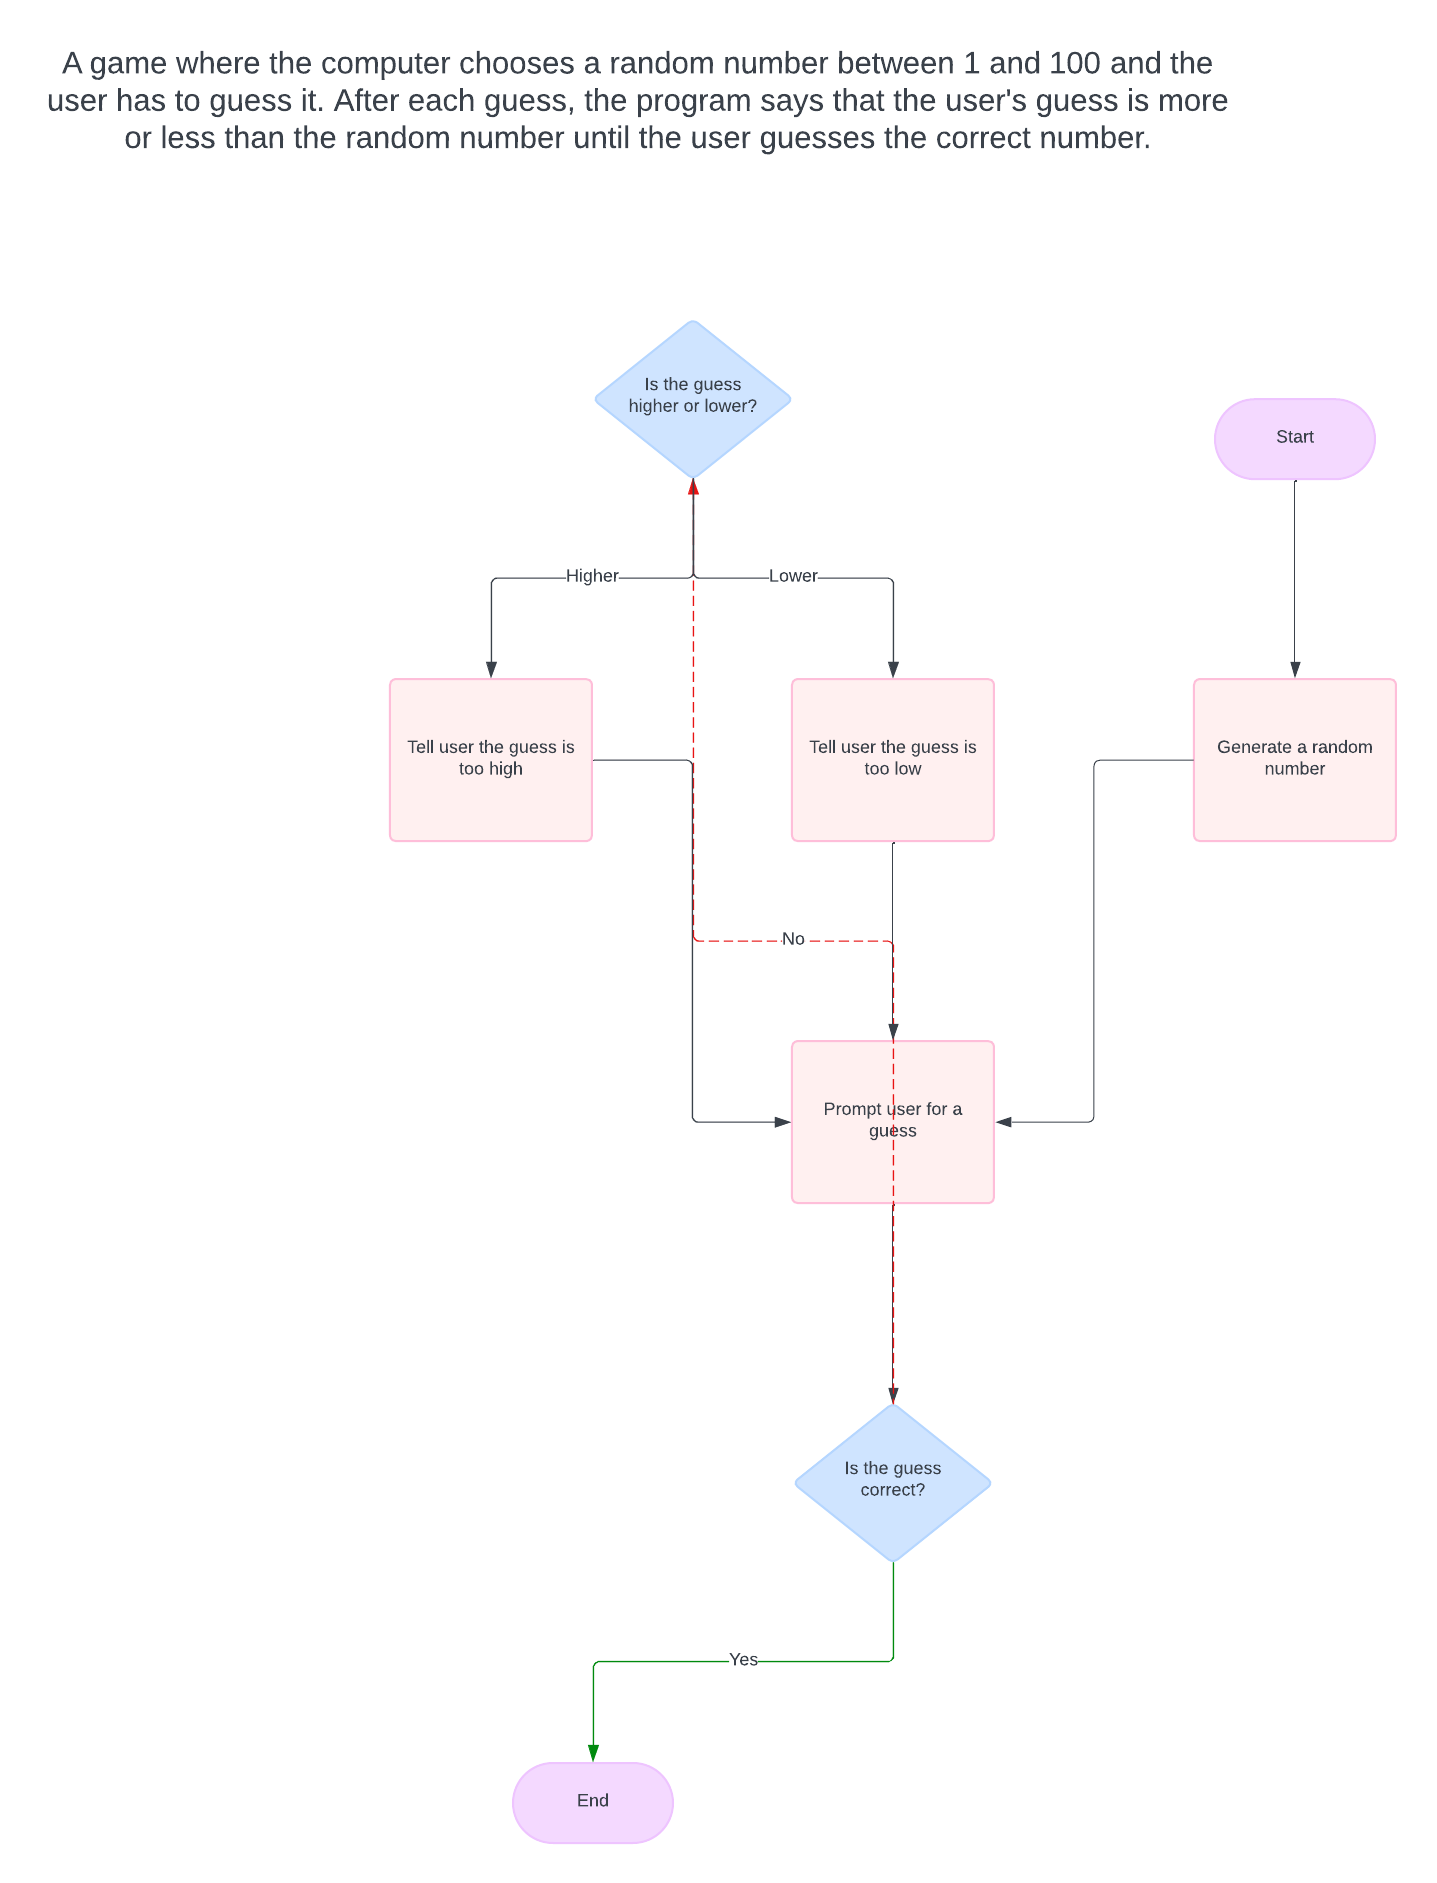 A game where the computer chooses a random number between 1 and 100 and the
user has to guess it. After each guess, the program says that the user's guess is more
or less than the random number until the user guesses the correct number.
Is the guess
higher or lower?
Start
Higher
Lower
Tell user the guess is
too high
Tell user the guess is
too low
Generate a random
number
No
Prompt user for a
guess
Is the guess
correct?
Yes
End